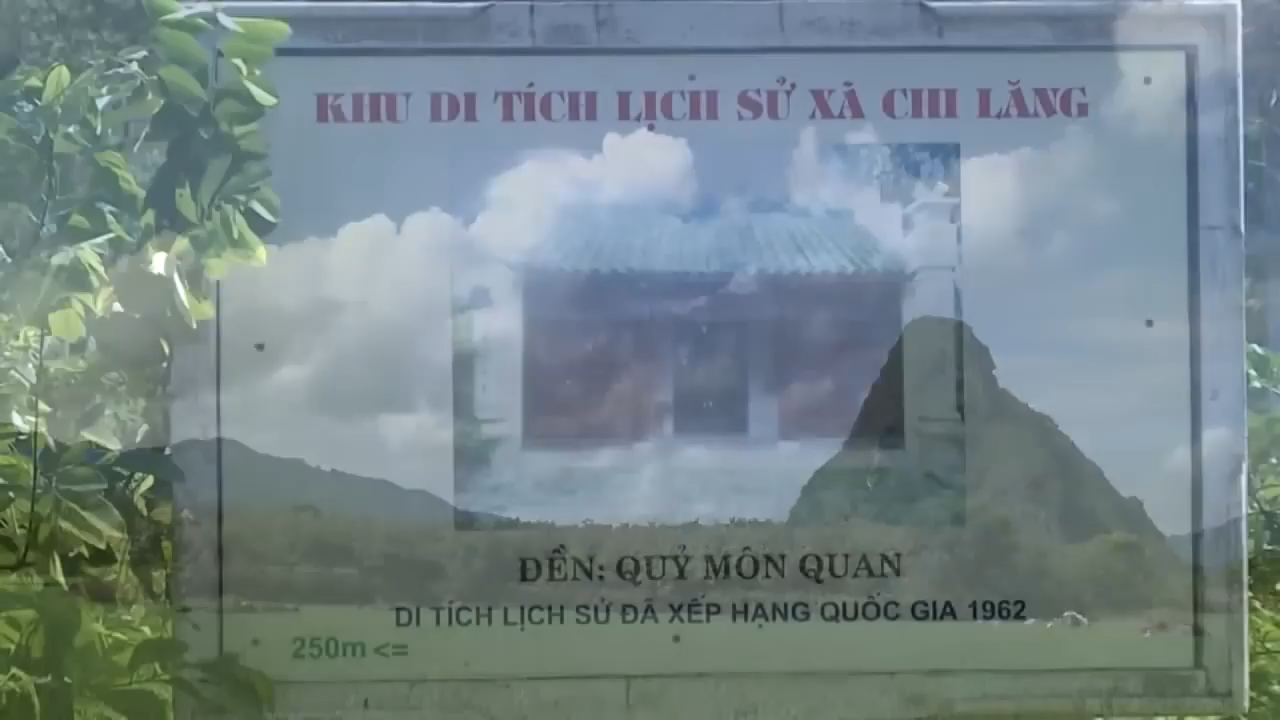 KHU DI TÍCH LỊCH SỬ XÃ CHI LĂNG
ĐỀN: QUỶ MÔN QUAN
DI TÍCH LỊCH SỬ ĐÃ XẾP HẠNG QUỐC GIA 1962
250m <=